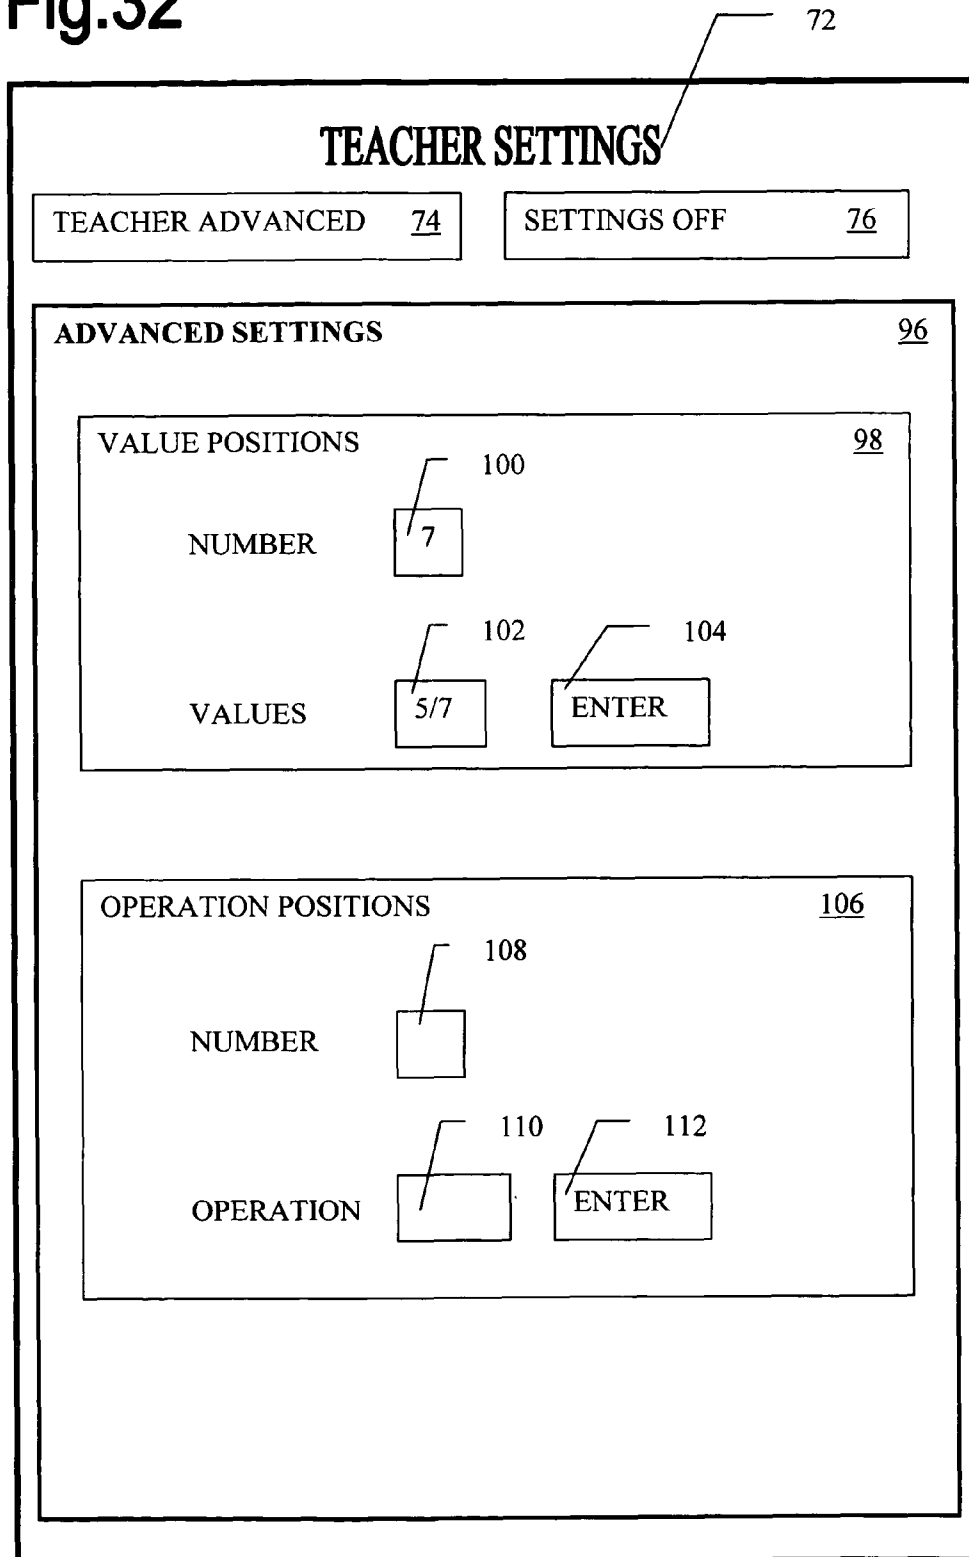 Fig.32
72
TEACHER SETTINGS
TEACHER ADVANCED 74 SETTINGS OFF 76
ADVANCED SETTINGS 96
VALUE POSITIONS 98
100
NUMBER 7
102 104
VALUES 5/7 ENTER
OPERATION POSITIONS 106
108
NUMBER
110 112
OPERATION ENTER